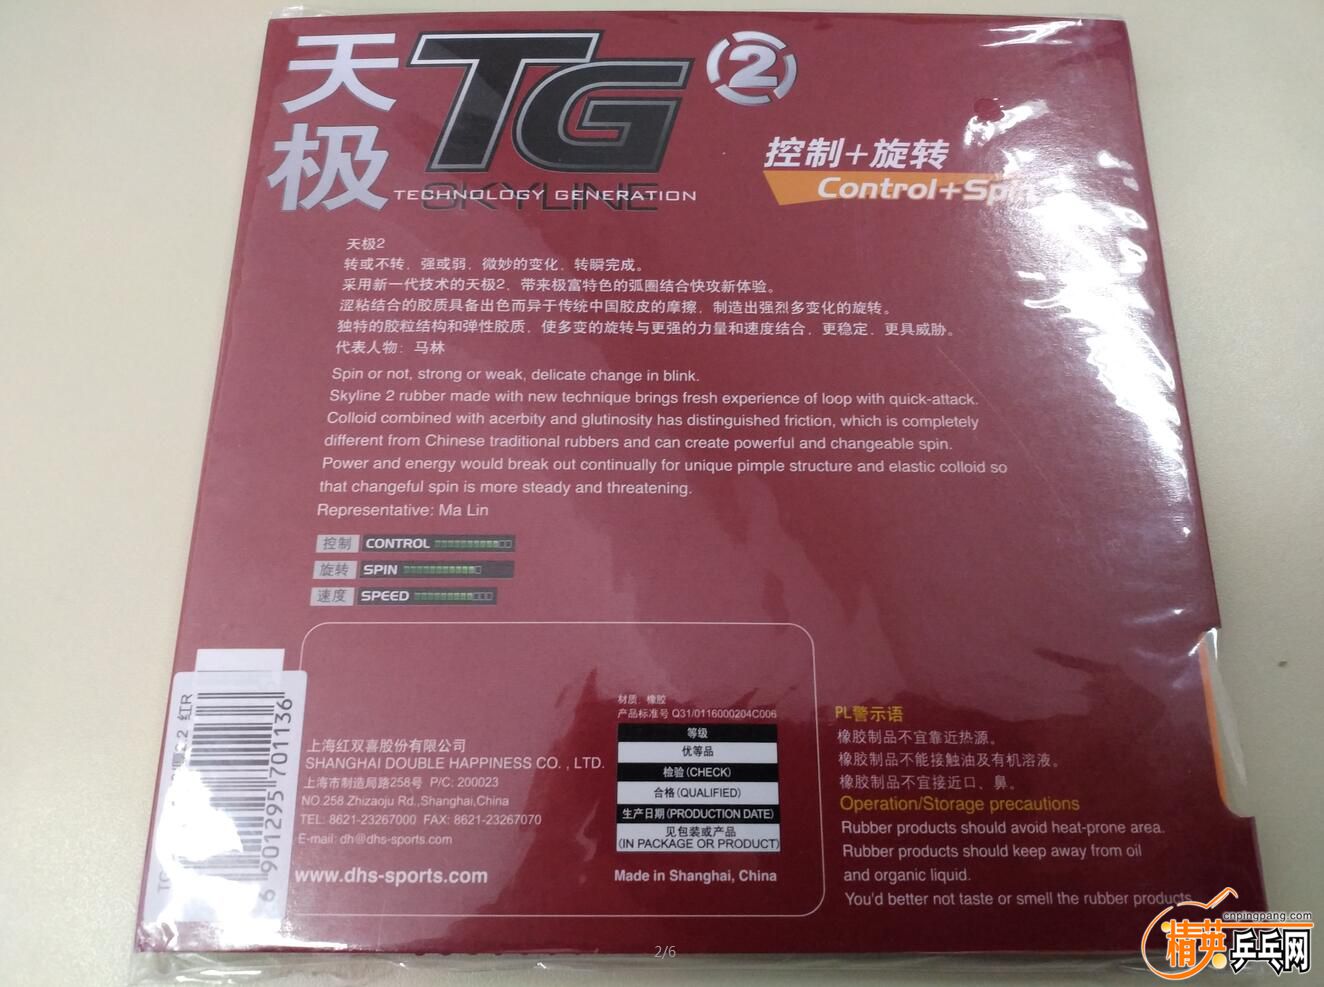 天极
TG
2
SKYLINE
TECHNOLOGY GENERATION
控制+旋转
Control+Spin
天极2
转或不转，强或弱，微妙的变化，转瞬完成。
采用新一代技术的天极2，带来极富特色的弧圈结合快攻新体验。
涩粘结合的胶质具备出色而异于传统中国胶皮的摩擦，制造出强烈多变化的旋转。
独特的胶粒结构和弹性胶质，使多变的旋转与更强的力量和速度结合，更稳定，更具威胁。
代表人物：马林
Spin or not, strong or weak, delicate change in blink.
Skyline 2 rubber made with new technique brings fresh experience of loop with quick-attack.
Colloid combined with acerbity and glutinosity has distinguished friction, which is completely
different from Chinese traditional rubbers and can create powerful and changeable spin.
Power and energy would break out continually for unique pimple structure and elastic colloid so
that changeful spin is more steady and threatening.
Representative: Ma Lin
控制 CONTROL
旋转 SPIN
速度 SPEED
2.2 红R
6 901295 701136
上海红双喜股份有限公司
SHANGHAI DOUBLE HAPPINESS CO. , LTD.
上海市制造局路258号 P/C: 200023
NO.258 Zhizaoju Rd.,Shanghai,China
TEL: 8621-23267000 FAX: 8621-23267070
E-mail: dh@dhs-sports.com
www.dhs-sports.com
材质：橡胶
产品标准号 Q31/0116000204C006
等级
优等品
检验(CHECK)
合格(QUALIFIED)
生产日期(PRODUCTION DATE)
见包装或产品
(IN PACKAGE OR PRODUCT)
Made in Shanghai, China
PL警示语
橡胶制品不宜靠近热源。
橡胶制品不能接触油及有机溶液。
橡胶制品不宜接近口、鼻。
Operation/Storage precautions
Rubber products should avoid heat-prone area.
Rubber products should keep away from oil
and organic liquid.
You'd better not taste or smell the rubber products
2/6
cnpingpang.com
精英乒乓网